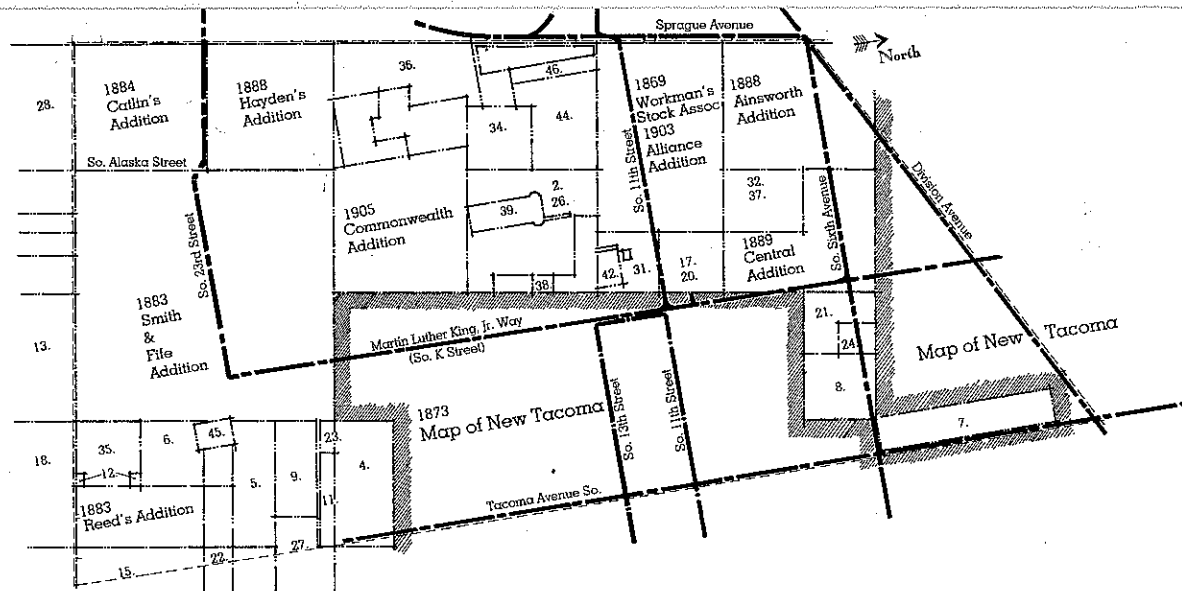 Sprague Avenue
North
28.
1884
Catlin's
Addition
1888
Hayden's
Addition
36.
46.
34.
44.
1869
Workman's
Stock Assoc
1903
Alliance
Addition
1888
Ainsworth
Addition
So. 11th Street
So. Alaska Street
So. 23rd Street
1905
Commonwealth
Addition
39.
2.
26.
32.
37.
So. Sixth Avenue
Division Avenue
38.
42.
31.
17.
20.
1889
Central
Addition
13.
1883
Smith
&
Fife
Addition
Martin Luther King, Jr. Way
(So. K Street)
21.
24.
8.
Map of New Tacoma
7.
1873
Map of New Tacoma
So. 13th Street
So. 11th Street
Tacoma Avenue So.
18.
35.
12.
6.
45.
5.
9.
23.
11.
4.
1883
Reed's Addition
15.
22.
27.